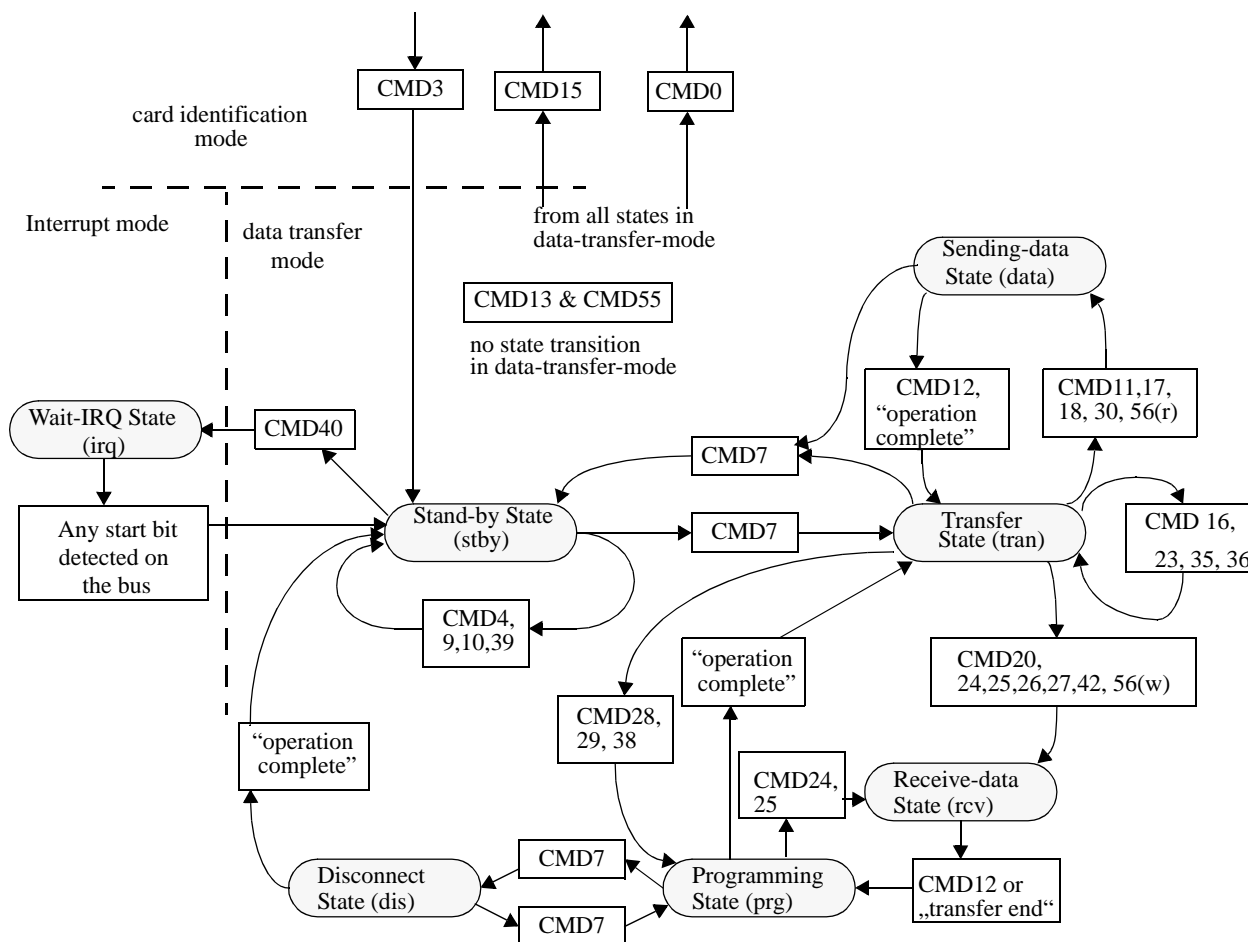 CMD3
CMD15
CMD0
card identification
mode
Interrupt mode
data transfer
mode
from all states in
data-transfer-mode
CMD13 & CMD55
no state transition
in data-transfer-mode
Sending-data
State (data)
CMD12,
“operation
complete”
CMD11,17,
18, 30, 56(r)
Wait-IRQ State
(irq)
CMD40
CMD7
Any start bit
detected on
the bus
Stand-by State
(stby)
CMD7
Transfer
State (tran)
CMD 16,
23, 35, 36
CMD4,
9,10,39
“operation
complete”
CMD20,
24,25,26,27,42, 56(w)
CMD28,
29, 38
“operation
complete”
CMD24,
25
Receive-data
State (rcv)
Disconnect
State (dis)
CMD7
CMD7
Programming
State (prg)
CMD12 or
„transfer end“